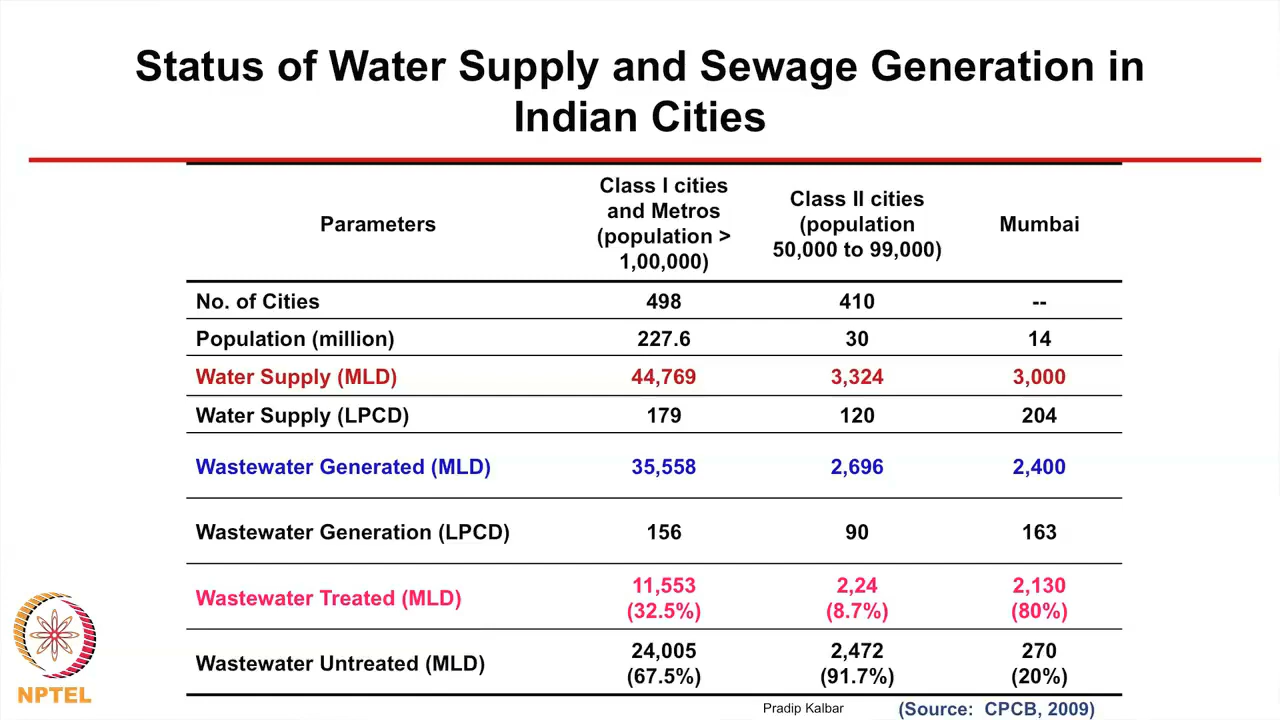 Status of Water Supply and Sewage Generation in
Indian Cities
Parameters
Class I cities
and Metros
(population >
1,00,000)
Class II cities
(population
50,000 to 99,000)
Mumbai
No. of Cities 498 410 --
Population (million) 227.6 30 14
Water Supply (MLD) 44,769 3,324 3,000
Water Supply (LPCD) 179 120 204
Wastewater Generated (MLD) 35,558 2,696 2,400
Wastewater Generation (LPCD) 156 90 163
Wastewater Treated (MLD) 11,553 2,24 2,130
(32.5%) (8.7%) (80%)
Wastewater Untreated (MLD) 24,005 2,472 270
(67.5%) (91.7%) (20%)
NPTEL
Pradip Kalbar (Source: CPCB, 2009)